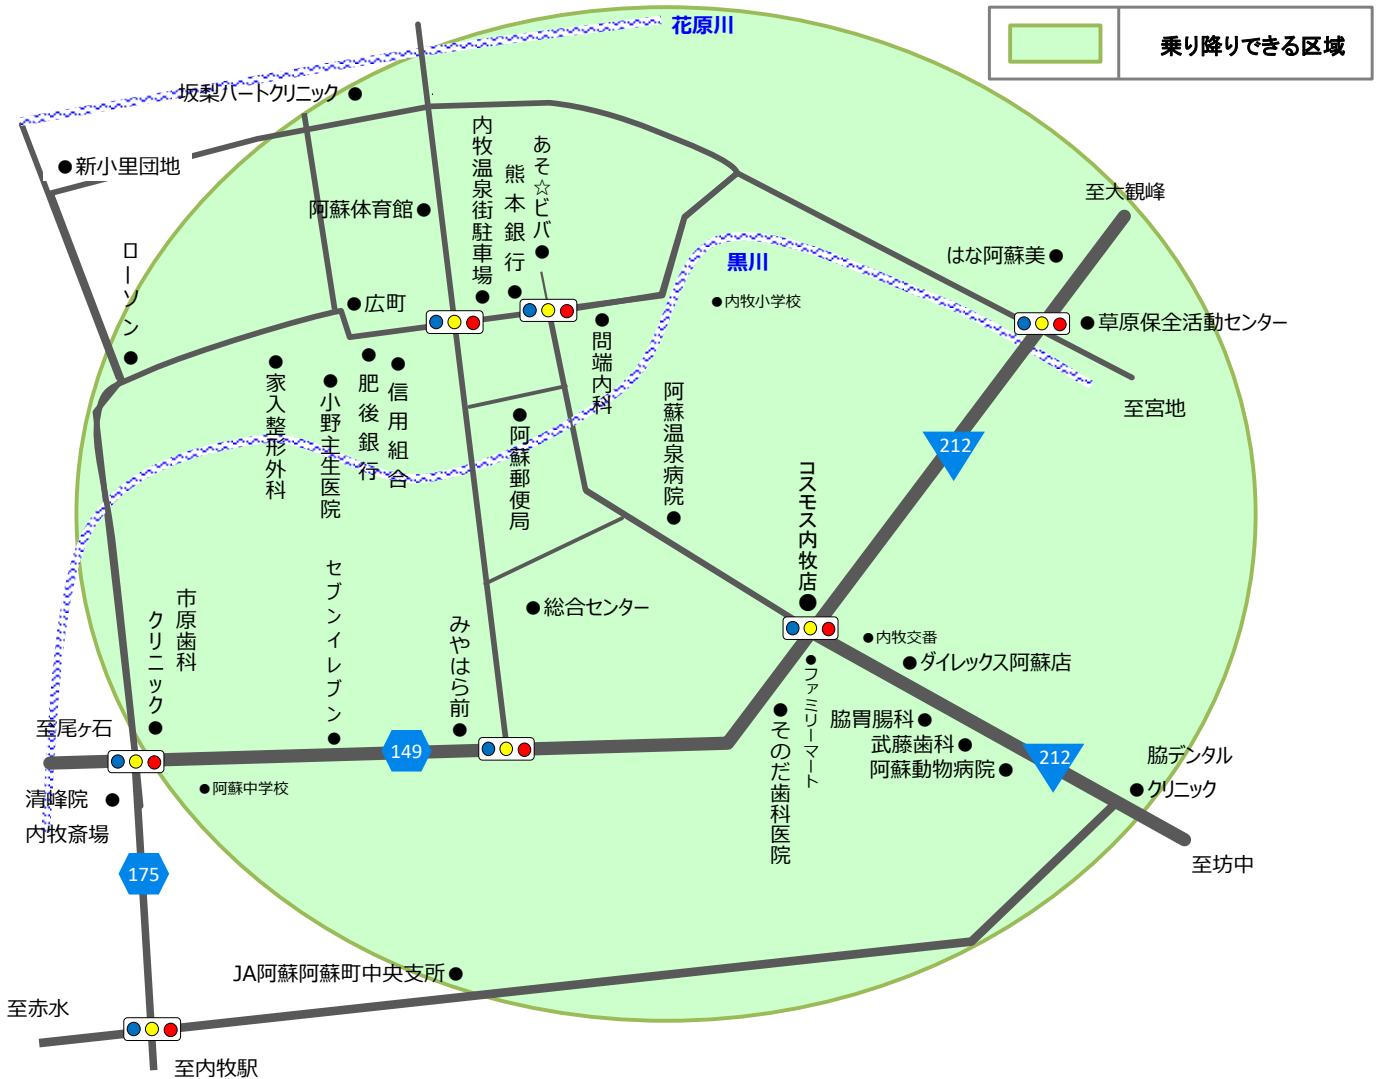 花原川
乗り降りできる区域
坂梨ハートクリニック
新小里団地
内牧温泉街駐車場
熊本銀行
あそ☆ビバ
阿蘇体育館
至大観峰
ローソン
黒川
はな阿蘇美
広町
内牧小学校
草原保全活動センター
問端内科
家入整形外科
小野主生医院
肥後銀行
信用組合
阿蘇郵便局
阿蘇温泉病院
至宮地
212
コスモス内牧店
市原歯科
クリニック
セブンイレブン
みやはら前
総合センター
内牧交番
ダイレックス阿蘇店
ファミリーマート
そのだ歯科医院
脇胃腸科
武藤歯科
阿蘇動物病院
212
脇デンタル
クリニック
至尾ヶ石
149
阿蘇中学校
清峰院
内牧斎場
175
至坊中
JA阿蘇阿蘇町中央支所
至赤水
至内牧駅